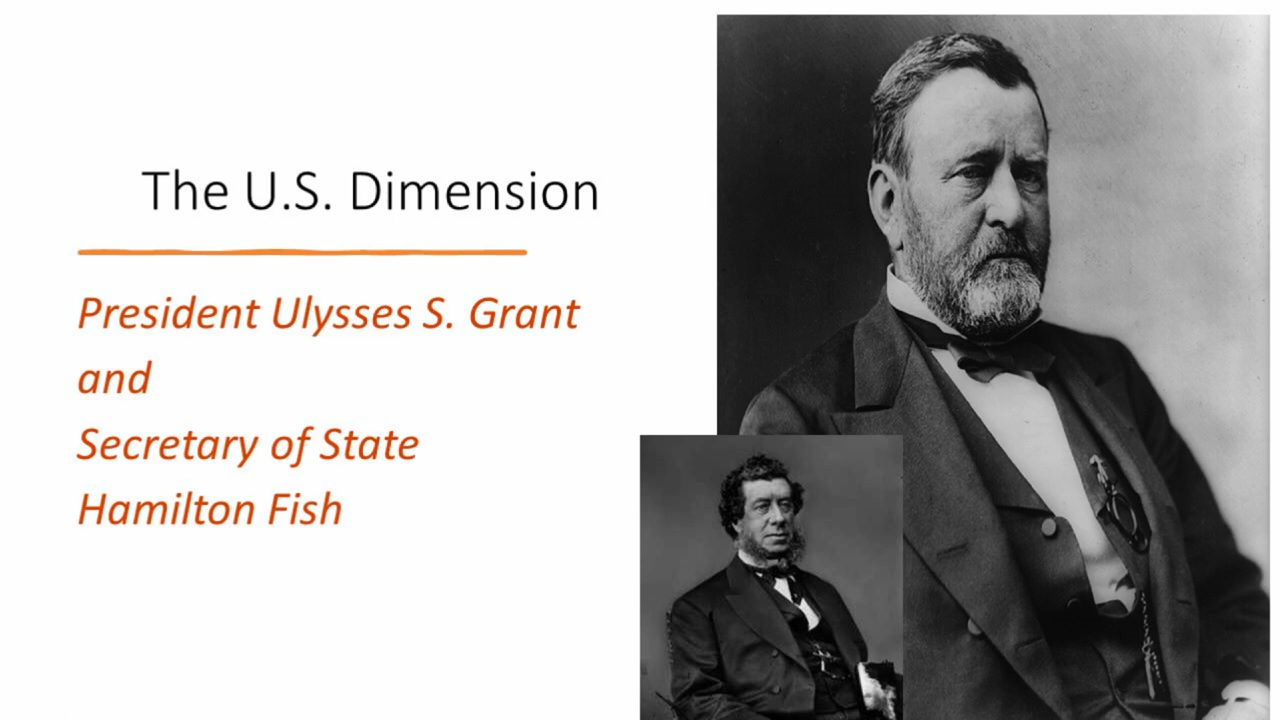 The U.S. Dimension
President Ulysses S. Grant
and
Secretary of State
Hamilton Fish